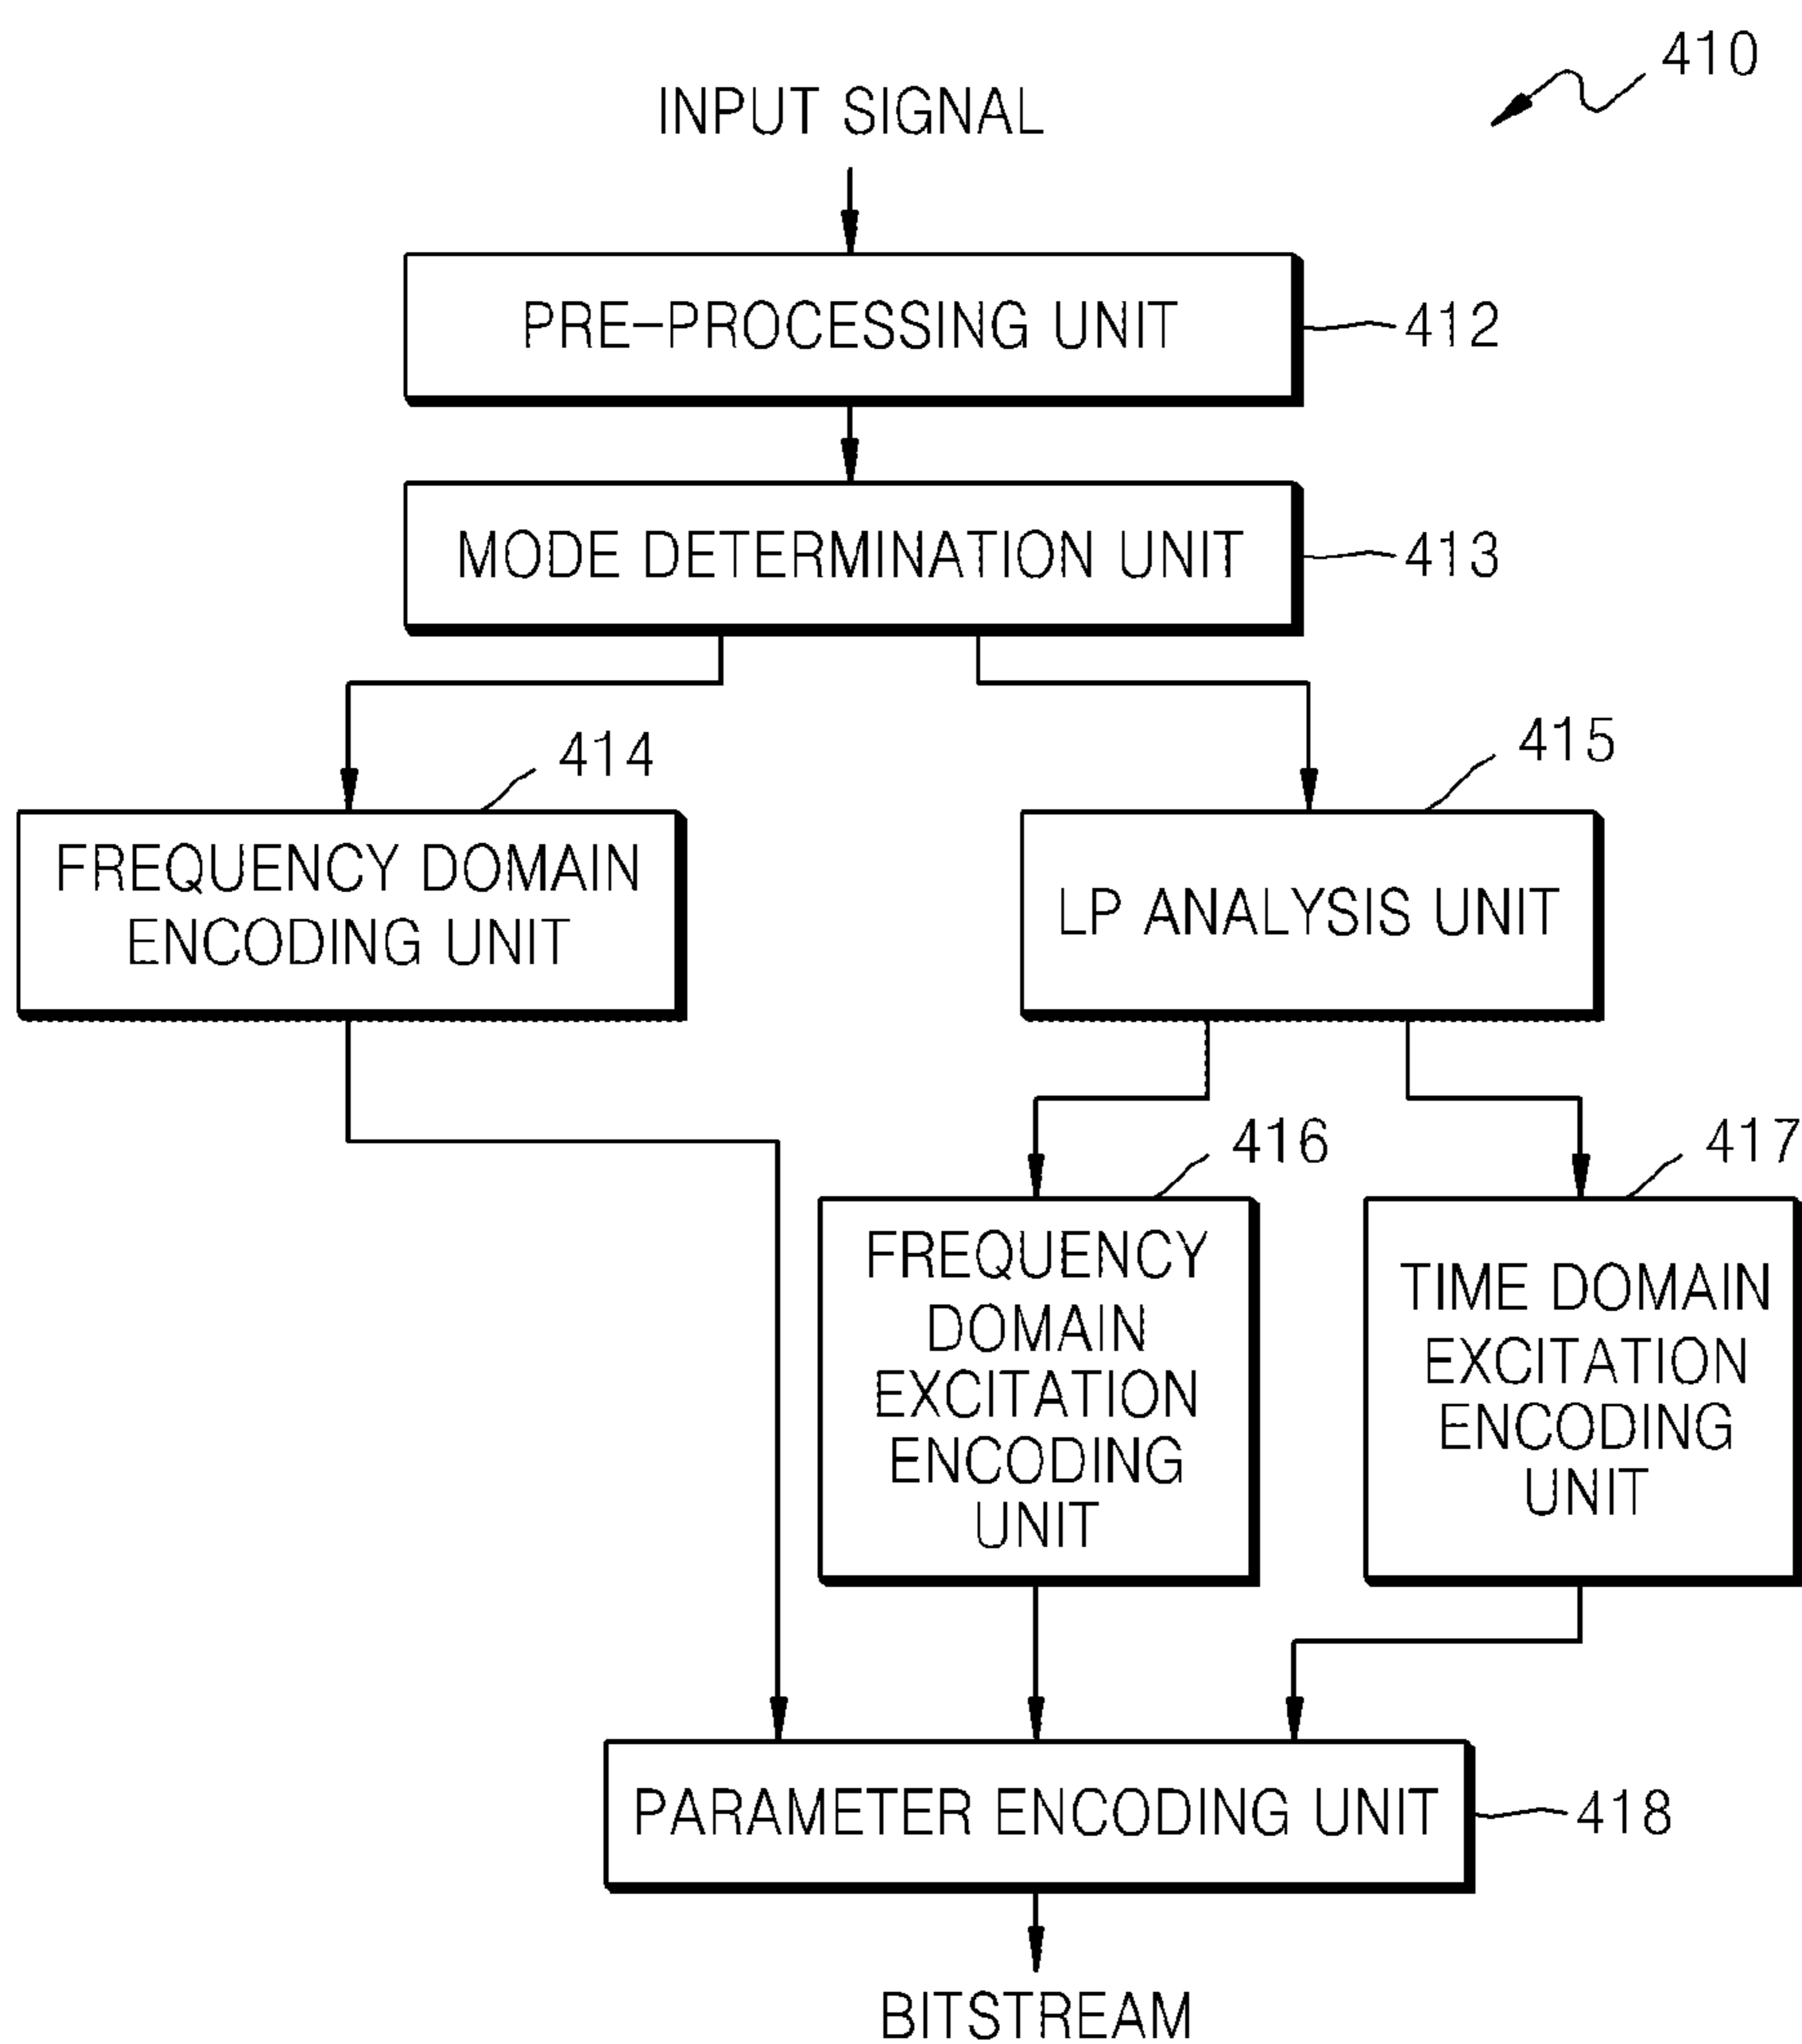 410
INPUT SIGNAL
PRE-PROCESSING UNIT
412
MODE DETERMINATION UNIT
413
414
415
FREQUENCY DOMAIN
ENCODING UNIT
LP ANALYSIS UNIT
416
417
FREQUENCY
DOMAIN
EXCITATION
ENCODING
UNIT
TIME DOMAIN
EXCITATION
ENCODING
UNIT
PARAMETER ENCODING UNIT
418
BITSTREAM